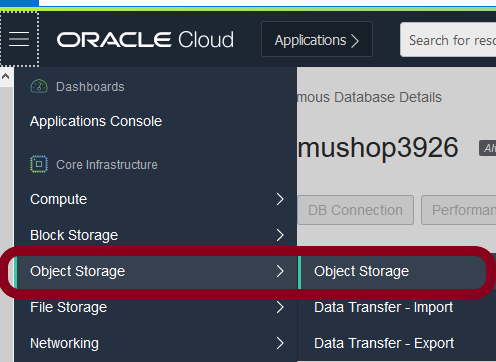 ORACLE Cloud
Applications
Search for reso
Dashboards
Applications Console
Core Infrastructure
Compute
Block Storage
Object Storage
File Storage
Networking
Object Storage
Data Transfer - Import
Data Transfer - Export
mous Database Details
mushop3926
DB Connection
Performan